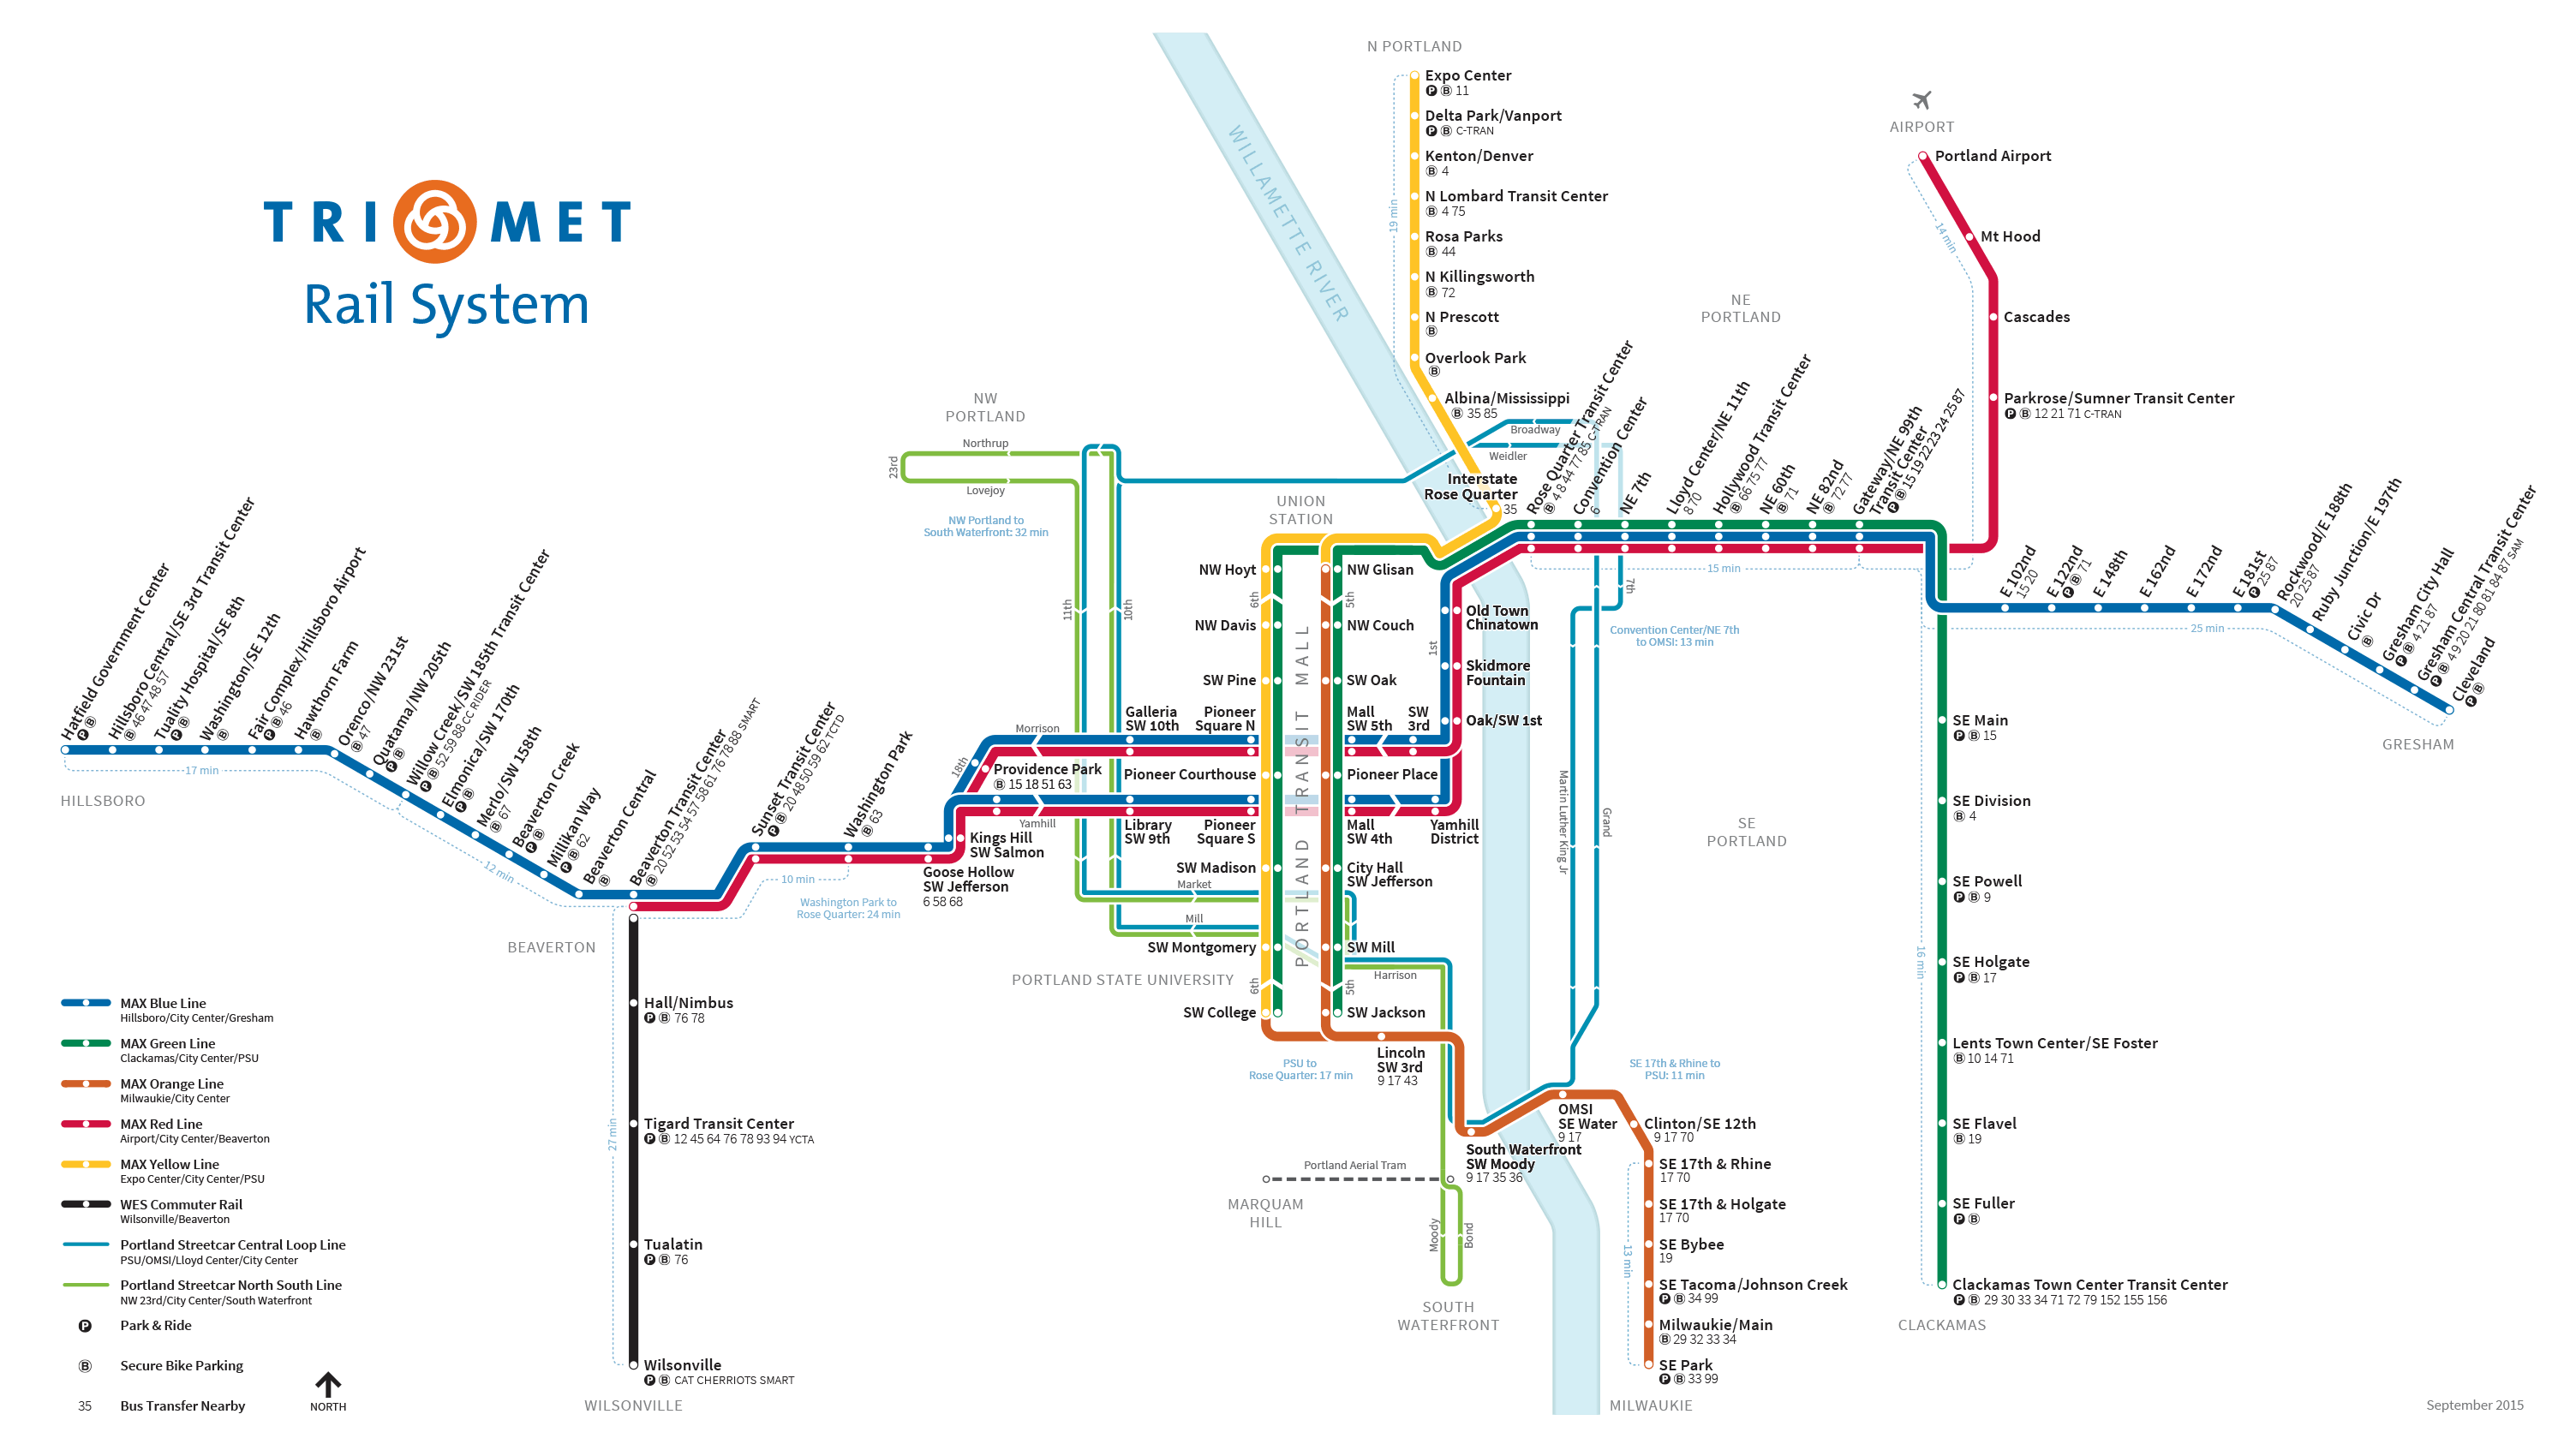 TRI MET
Rail System
N PORTLAND
Expo Center
P B 11
Delta Park/Vanport
P B C-TRAN
Kenton/Denver
B 4
N Lombard Transit Center
B 4 75
Rosa Parks
B 44
N Killingsworth
B 72
N Prescott
B
Overlook Park
B
Albina/Mississippi
B 35 85
Interstate
Rose Quarter
35
19 min
WILLAMETTE RIVER
AIRPORT
Portland Airport
Mt Hood
Cascades
Parkrose/Sumner Transit Center
P B 12 21 71 C-TRAN
14 min
NE
PORTLAND
NW
PORTLAND
Northrup
23rd
Lovejoy
NW Portland to
South Waterfront: 32 min
Broadway
Weidler
Rose Quarter Transit Center
B 4 8 44 77 85 C-TRAN
Convention Center
6
NE 7th
Lloyd Center/NE 11th
8 70
Hollywood Transit Center
B 66 75 77
NE 60th
B 71
NE 82nd
B 72 77
Gateway/NE 99th
Transit Center
P B 15 19 22 23 24 25 87
15 min
7th
Convention Center/NE 7th
to OMSI: 13 min
E 102nd
15 20
E 122nd
P B 71
E 148th
E 162nd
E 172nd
E 181st
P 25 87
Rockwood/E 188th
20 25 87
Ruby Junction/E 197th
Civic Dr
B
Gresham City Hall
P B 4 21 87
Gresham Central Transit Center
P B 4 9 20 21 80 81 84 87 SAM
Cleveland
P B
25 min
GRESHAM
Hatfield Government Center
P B
Hillsboro Central/SE 3rd Transit Center
B 46 47 48 57
Tuality Hospital/SE 8th
P B
Washington/SE 12th
B
Fair Complex/Hillsboro Airport
P B 46
Hawthorn Farm
B
Orenco/NW 231st
B 47
Quatama/NW 205th
P B
Willow Creek/SW 185th Transit Center
P B 52 59 88 CC RIDER
Elmonica/SW 170th
P B
Merlo/SW 158th
B 67
Beaverton Creek
P B
Millikan Way
P B 62
Beaverton Central
B
Beaverton Transit Center
B 20 52 53 54 57 58 61 76 78 88 SMART
Sunset Transit Center
P B 20 48 50 59 62 TCTD
Washington Park
B 63
17 min
HILLSBORO
12 min
10 min
Washington Park to
Rose Quarter: 24 min
BEAVERTON
Goose Hollow
SW Jefferson
6 58 68
Kings Hill
SW Salmon
18th
Providence Park
B 15 18 51 63
Morrison
Yamhill
11th
10th
Galleria
SW 10th
Pioneer
Square N
Mall
SW 5th
SW
3rd
Library
SW 9th
Pioneer
Square S
Mall
SW 4th
Yamhill
District
Pioneer Courthouse
Pioneer Place
UNION
STATION
NW Hoyt
NW Glisan
6th
5th
NW Davis
NW Couch
SW Pine
SW Oak
PORTLAND TRANSIT MALL
1st
Old Town
Chinatown
Skidmore
Fountain
Oak/SW 1st
SW Madison
City Hall
SW Jefferson
Market
Mill
SW Montgomery
SW Mill
Harrison
PORTLAND STATE UNIVERSITY
6th
5th
SW College
SW Jackson
Lincoln
SW 3rd
9 17 43
PSU to
Rose Quarter: 17 min
Martin Luther King Jr
Grand
SE
PORTLAND
SE 17th & Rhine to
PSU: 11 min
OMSI
SE Water
9 17
Clinton/SE 12th
9 17 70
South Waterfront
SW Moody
9 17 35 36
SE 17th & Rhine
17 70
SE 17th & Holgate
17 70
SE Bybee
19
SE Tacoma/Johnson Creek
P B 34 99
Milwaukie/Main
B 29 32 33 34
SE Park
P B 33 99
13 min
MILWAUKIE
Portland Aerial Tram
MARQUAM
HILL
Moody
Bond
SOUTH
WATERFRONT
SE Main
P B 15
SE Division
B 4
SE Powell
P B 9
SE Holgate
P B 17
Lents Town Center/SE Foster
B 10 14 71
SE Flavel
B 19
SE Fuller
P B
Clackamas Town Center Transit Center
P B 29 30 33 34 71 72 79 152 155 156
16 min
CLACKAMAS
Hall/Nimbus
P B 76 78
Tigard Transit Center
P B 12 45 64 76 78 93 94 YCTA
Tualatin
P B 76
Wilsonville
P B CAT CHERRIOTS SMART
27 min
WILSONVILLE
MAX Blue Line
Hillsboro/City Center/Gresham
MAX Green Line
Clackamas/City Center/PSU
MAX Orange Line
Milwaukie/City Center
MAX Red Line
Airport/City Center/Beaverton
MAX Yellow Line
Expo Center/City Center/PSU
WES Commuter Rail
Wilsonville/Beaverton
Portland Streetcar Central Loop Line
PSU/OMSI/Lloyd Center/City Center
Portland Streetcar North South Line
NW 23rd/City Center/South Waterfront
P Park & Ride
B Secure Bike Parking
35 Bus Transfer Nearby
NORTH
September 2015